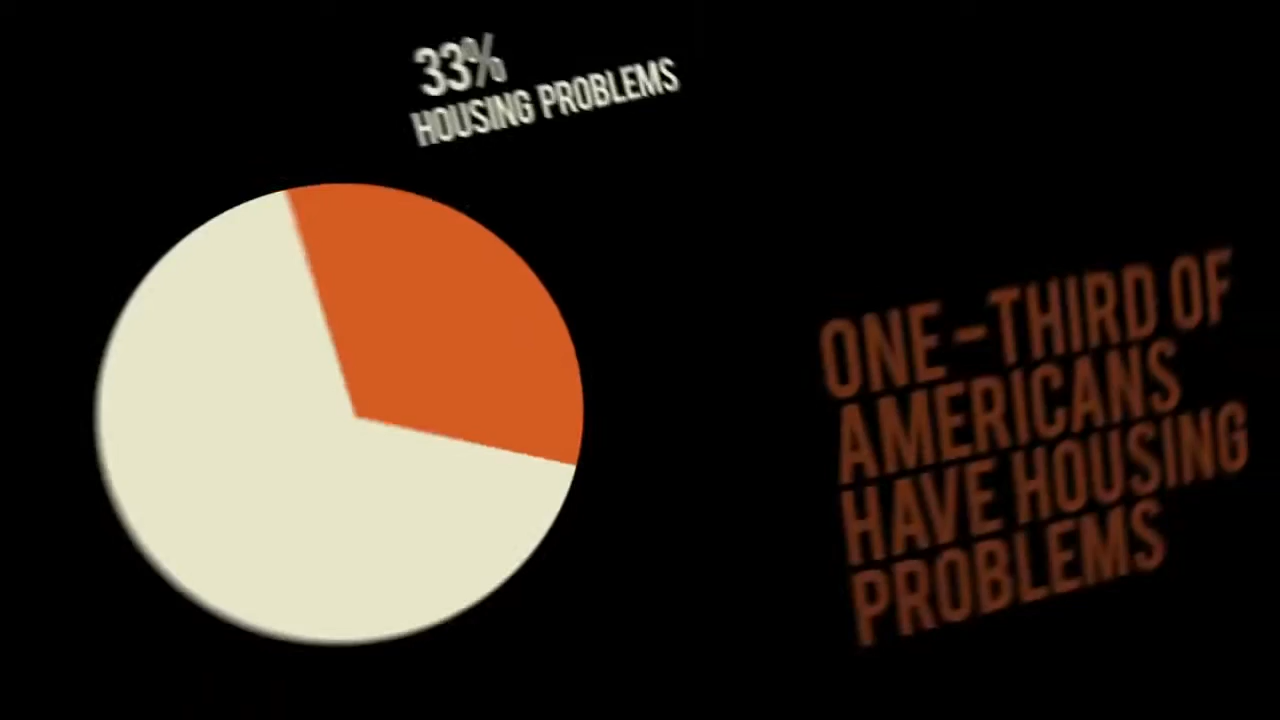 33%
HOUSING PROBLEMS
ONE-THIRD OF
AMERICANS
HAVE HOUSING
PROBLEMS